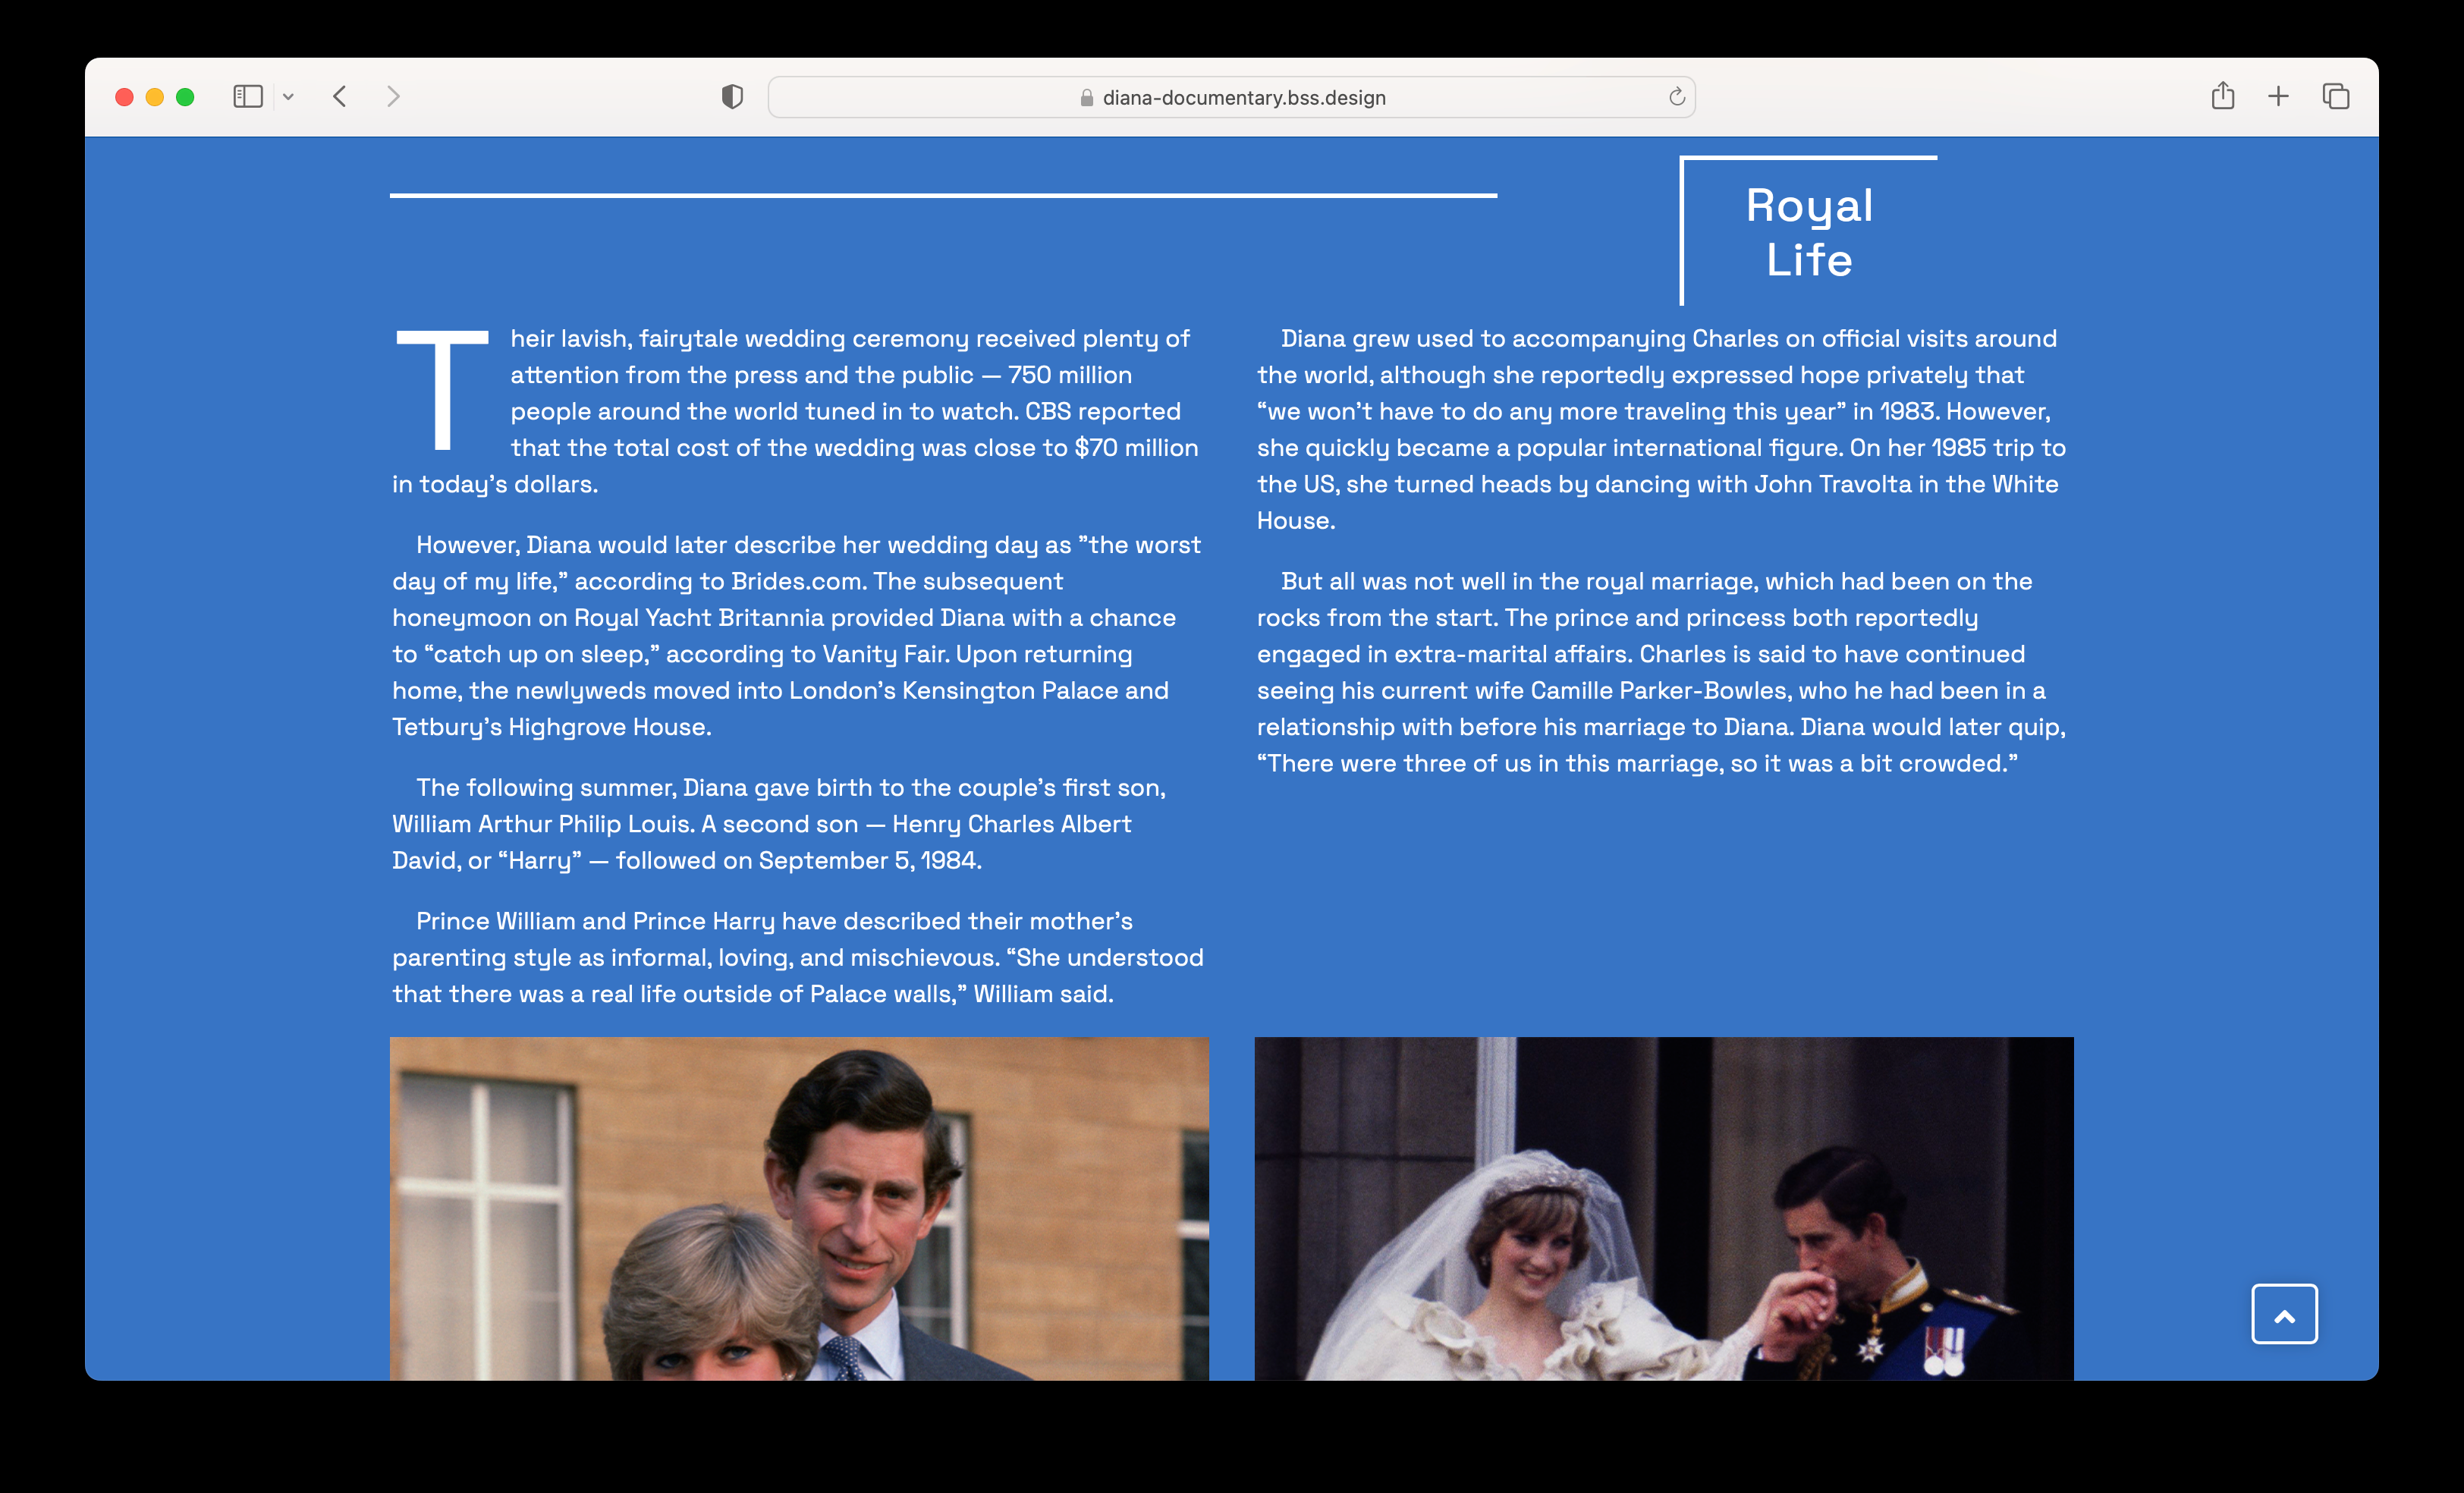 diana-documentary.bss.design
Royal
Life
Their lavish, fairytale wedding ceremony received plenty of
attention from the press and the public — 750 million
people around the world tuned in to watch. CBS reported
that the total cost of the wedding was close to $70 million
in today’s dollars.
However, Diana would later describe her wedding day as ”the worst
day of my life,” according to Brides.com. The subsequent
honeymoon on Royal Yacht Britannia provided Diana with a chance
to “catch up on sleep,” according to Vanity Fair. Upon returning
home, the newlyweds moved into London’s Kensington Palace and
Tetbury’s Highgrove House.
The following summer, Diana gave birth to the couple’s first son,
William Arthur Philip Louis. A second son — Henry Charles Albert
David, or “Harry” — followed on September 5, 1984.
Prince William and Prince Harry have described their mother’s
parenting style as informal, loving, and mischievous. “She understood
that there was a real life outside of Palace walls,” William said.
Diana grew used to accompanying Charles on official visits around
the world, although she reportedly expressed hope privately that
“we won’t have to do any more traveling this year” in 1983. However,
she quickly became a popular international figure. On her 1985 trip to
the US, she turned heads by dancing with John Travolta in the White
House.
But all was not well in the royal marriage, which had been on the
rocks from the start. The prince and princess both reportedly
engaged in extra-marital affairs. Charles is said to have continued
seeing his current wife Camille Parker-Bowles, who he had been in a
relationship with before his marriage to Diana. Diana would later quip,
“There were three of us in this marriage, so it was a bit crowded.”